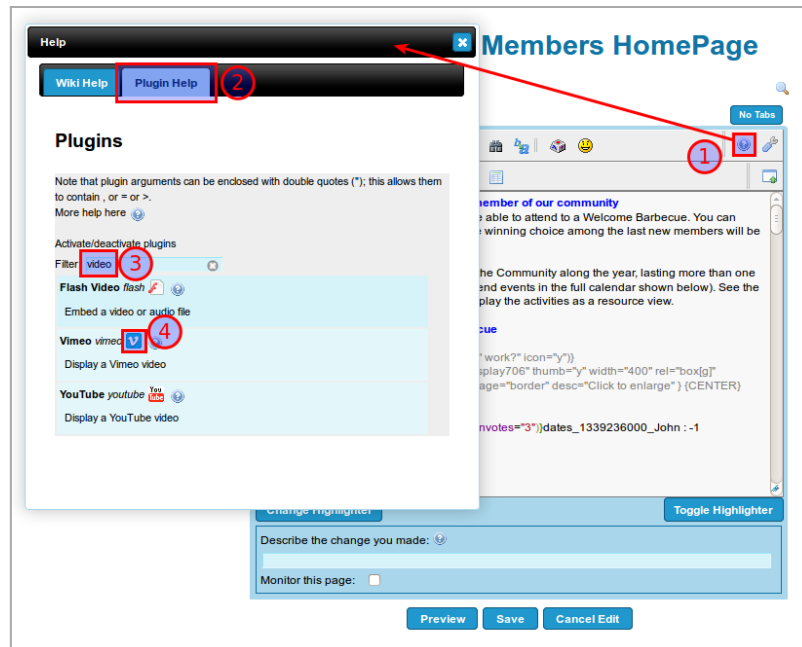 Help
Members HomePage
Wiki Help
Plugin Help
2
No Tabs
1
Plugins
Note that plugin arguments can be enclosed with double quotes ("); this allows them
to contain , or = or >.
More help here
Activate/deactivate plugins
Filter: video
3
Flash Video flash
Embed a video or audio file
4
Vimeo vimeo
Display a Vimeo video
YouTube youtube
You
Tube
Display a YouTube video
ember of our community
able to attend to a Welcome Barbecue. You can
winning choice among the last new members will be
he Community along the year, lasting more than one
end events in the full calendar shown below). See the
play the activities as a resource view.
cue
" work?" icon="y")}
splay706" thumb="y" width="400" rel="box[g]"
age="border" desc="Click to enlarge" } {CENTER}
nvotes="3")}dates_1339236000_John : -1
Change Highlighter
Toggle Highlighter
Describe the change you made:
Monitor this page:
Preview
Save
Cancel Edit